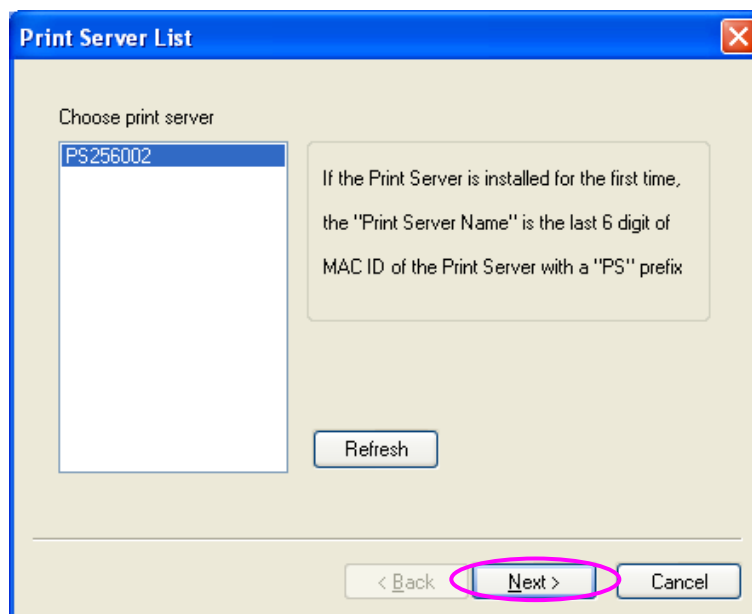 Print Server List
Choose print server
PS256002
If the Print Server is installed for the first time,
the "Print Server Name" is the last 6 digit of
MAC ID of the Print Server with a "PS" prefix
Refresh
< Back
Next >
Cancel